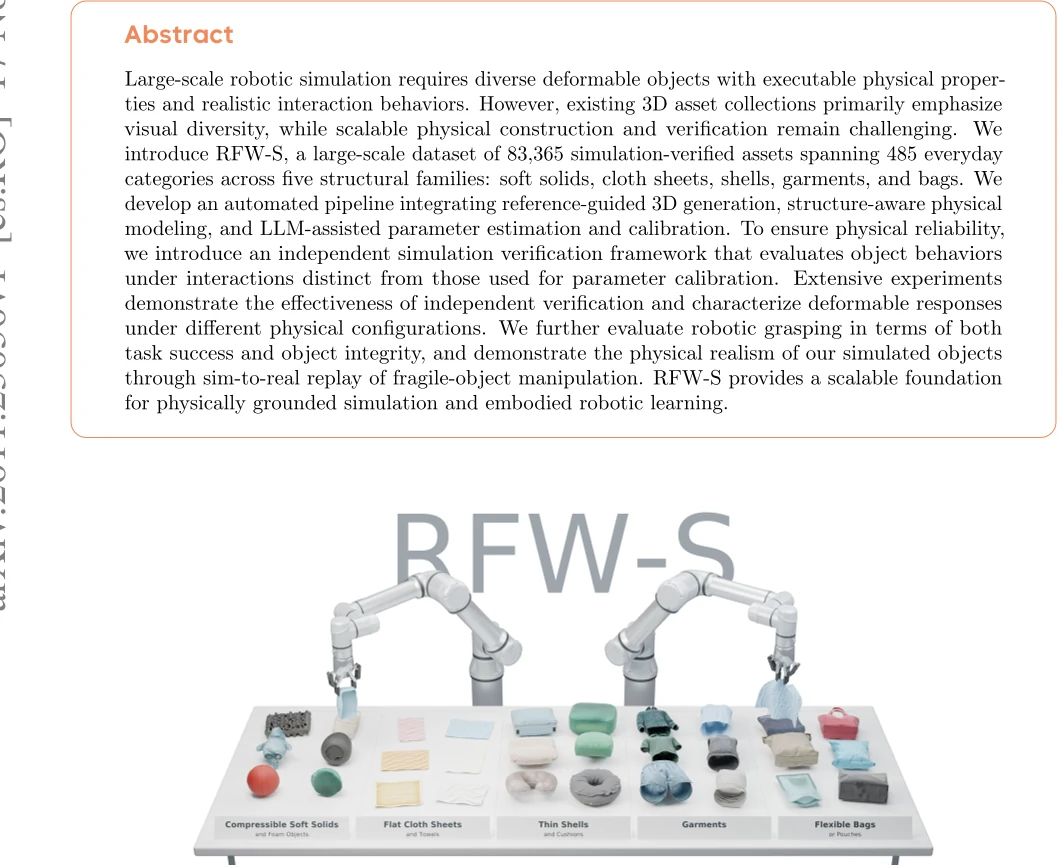 Abstract
Large-scale robotic simulation requires diverse deformable objects with executable physical proper-
ties and realistic interaction behaviors. However, existing 3D asset collections primarily emphasize
visual diversity, while scalable physical construction and verification remain challenging. We
introduce RFW-S, a large-scale dataset of 83,365 simulation-verified assets spanning 485 everyday
categories across five structural families: soft solids, cloth sheets, shells, garments, and bags. We
develop an automated pipeline integrating reference-guided 3D generation, structure-aware physical
modeling, and LLM-assisted parameter estimation and calibration. To ensure physical reliability,
we introduce an independent simulation verification framework that evaluates object behaviors
under interactions distinct from those used for parameter calibration. Extensive experiments
demonstrate the effectiveness of independent verification and characterize deformable responses
under different physical configurations. We further evaluate robotic grasping in terms of both
task success and object integrity, and demonstrate the physical realism of our simulated objects
through sim-to-real replay of fragile-object manipulation. RFW-S provides a scalable foundation
for physically grounded simulation and embodied robotic learning.
RFW-S
Compressible Soft Solids
and Foam Objects
Flat Cloth Sheets
and Towels
Thin Shells
and Cushions
Garments
Flexible Bags
or Pouches